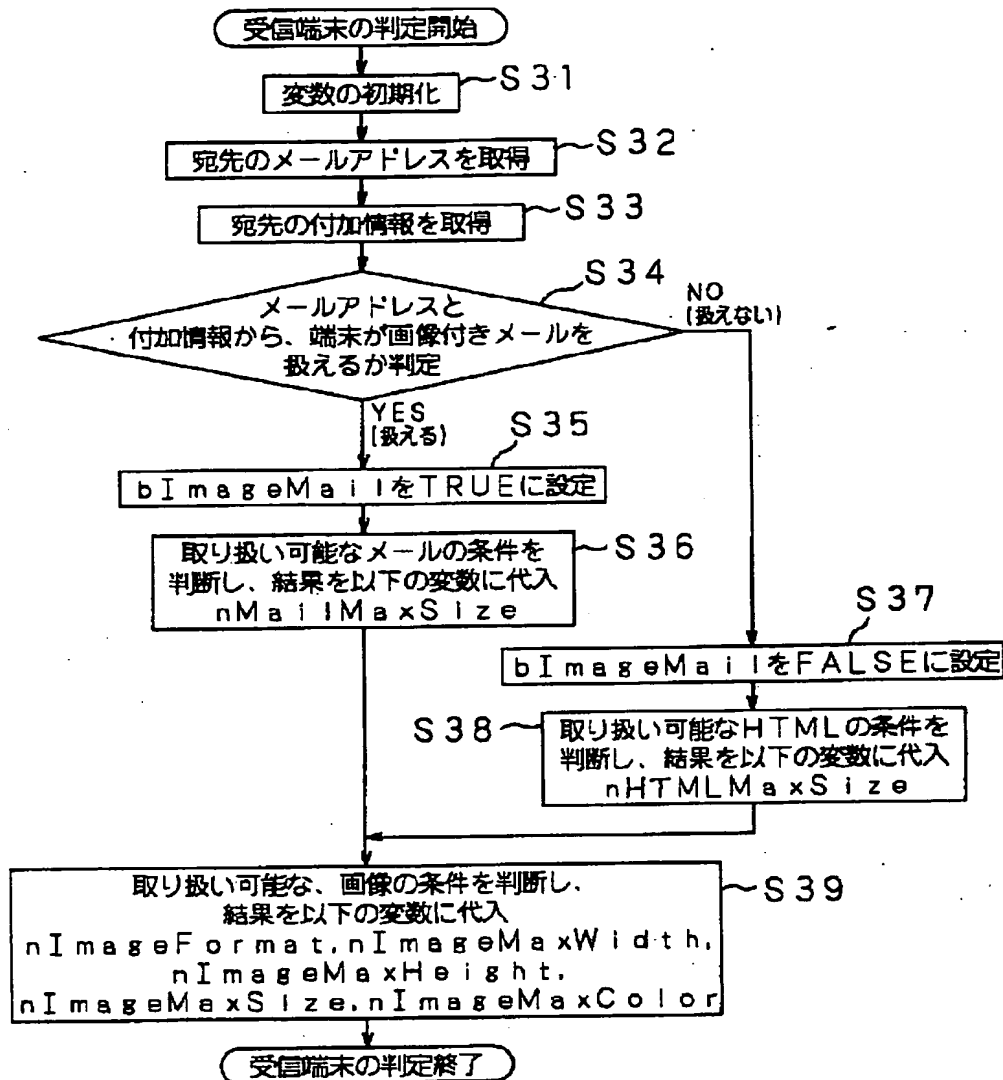 受信端末の判定開始
変数の初期化
S31
宛先のメールアドレスを取得
S32
宛先の付加情報を取得
S33
S34
メールアドレスと
付加情報から、端末が画像付きメールを
扱えるか判定
NO
(扱えない)
YES
(扱える)
S35
bImageMailをTRUEに設定
取り扱い可能なメールの条件を
判断し、結果を以下の変数に代入
nMailMaxSize
S36
S37
bImageMailをFALSEに設定
S38
取り扱い可能なHTMLの条件を
判断し、結果を以下の変数に代入
nHTMLMaxSize
取り扱い可能な、画像の条件を判断し、
結果を以下の変数に代入
nImageFormat,nImageMaxWidth,
nImageMaxHeight,
nImageMaxSize,nImageMaxColor
S39
受信端末の判定終了